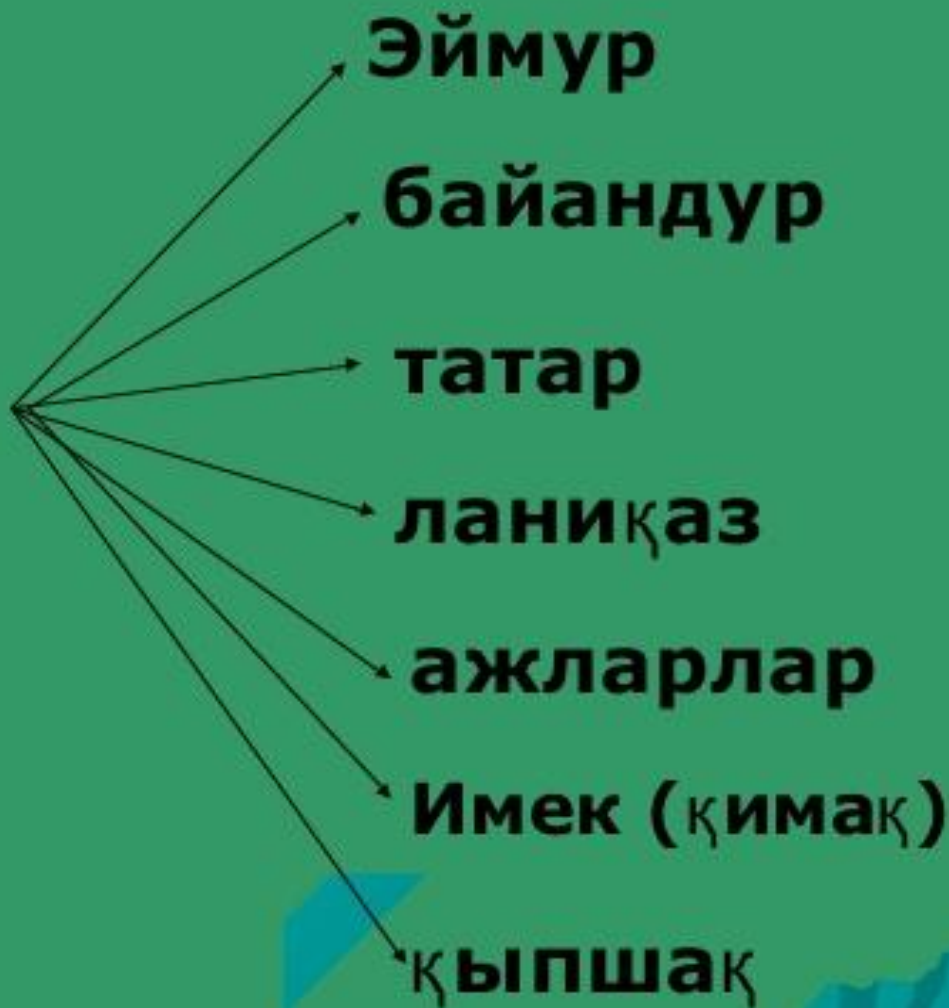 Эймур
байандур
татар
ланиқаз
ажларлар
Имек (қимақ)
қыпшақ